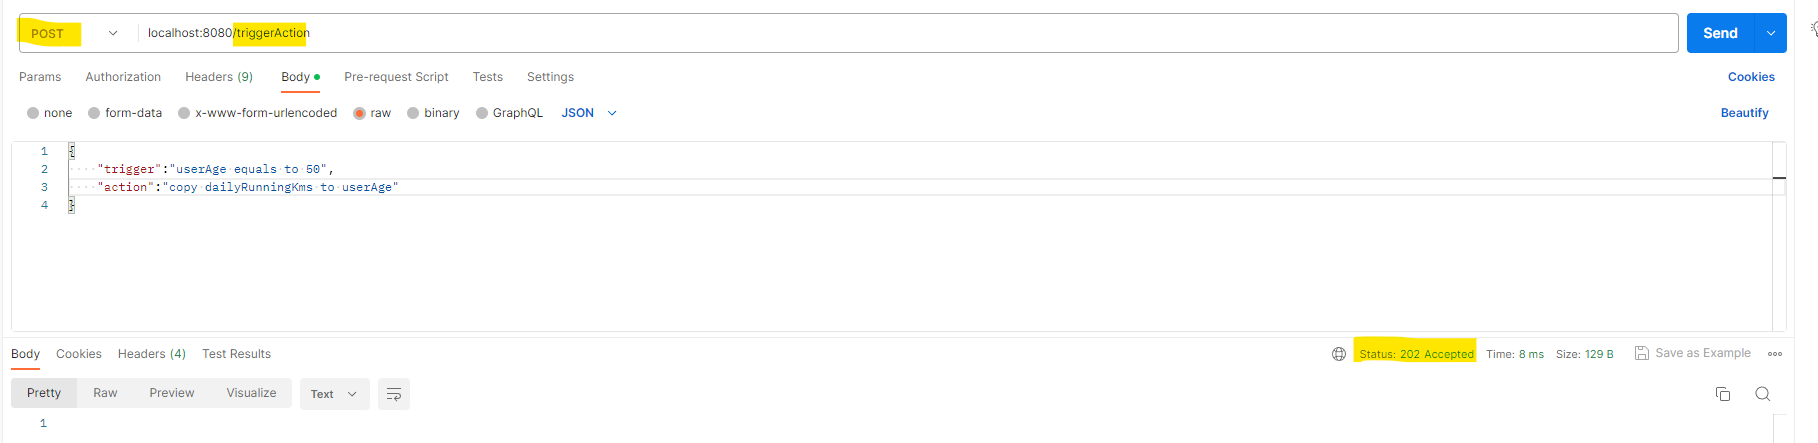 POST localhost:8080/triggerAction Send
Params Authorization Headers (9) Body Pre-request Script Tests Settings Cookies
none form-data x-www-form-urlencoded raw binary GraphQL JSON Beautify
1 {
2 "trigger":"userAge equals to 50",
3 "action":"copy dailyRunningKms to userAge"
4 }
Body Cookies Headers (4) Test Results Status: 202 Accepted Time: 8 ms Size: 129 B Save as Example
Pretty Raw Preview Visualize Text
1